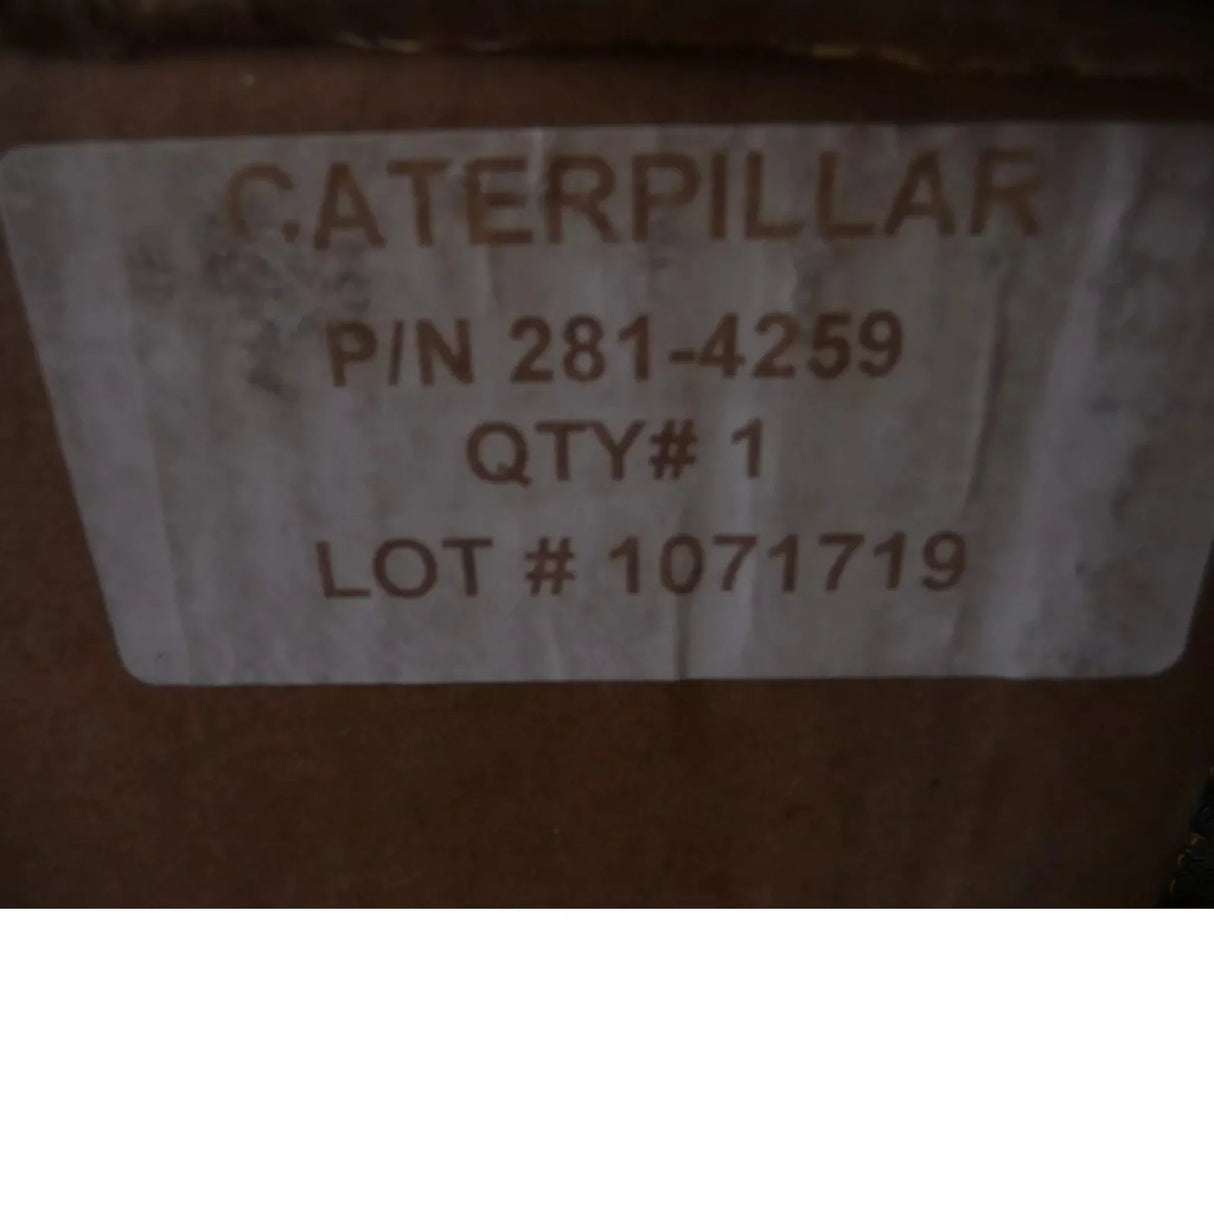 CATERPILLAR
P/N 281-4259
QTY# 1
LOT # 1071719